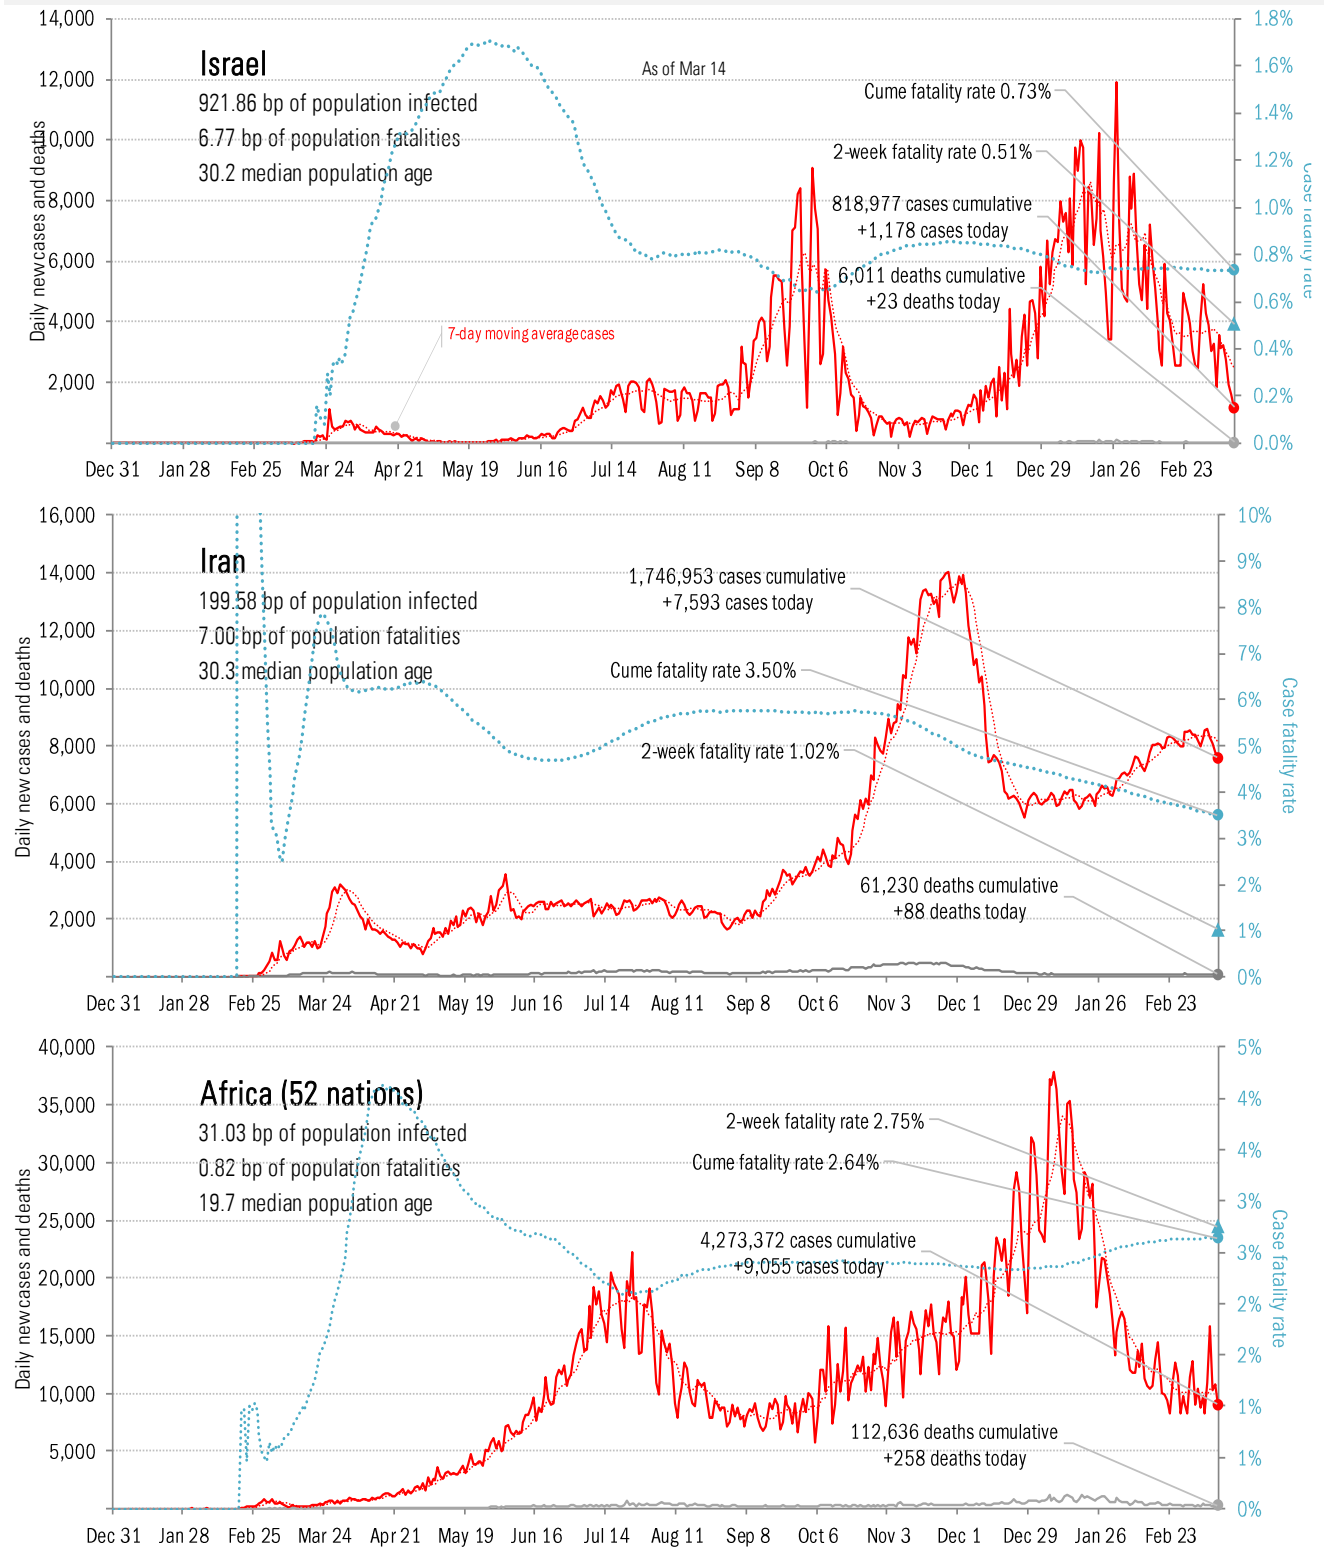 14,000
12,000
10,000
8,000
6,000
4,000
2,000
Daily new cases and deaths
Israel
921.86 bp of population infected
6.77 bp of population fatalities
30.2 median population age
As of Mar 14
Cume fatality rate 0.73%
2-week fatality rate 0.51%
818,977 cases cumulative
+1,178 cases today
6,011 deaths cumulative
+23 deaths today
7-day moving average cases
1.8%
1.6%
1.4%
1.2%
1.0%
0.8%
0.6%
0.4%
0.2%
0.0%
Case fatality rate
Dec 31 Jan 28 Feb 25 Mar 24 Apr 21 May 19 Jun 16 Jul 14 Aug 11 Sep 8 Oct 6 Nov 3 Dec 1 Dec 29 Jan 26 Feb 23
16,000
14,000
12,000
10,000
8,000
6,000
4,000
2,000
Daily new cases and deaths
Iran
199.58 bp of population infected
7.00 bp of population fatalities
30.3 median population age
1,746,953 cases cumulative
+7,593 cases today
Cume fatality rate 3.50%
2-week fatality rate 1.02%
61,230 deaths cumulative
+88 deaths today
10%
9%
8%
7%
6%
5%
4%
3%
2%
1%
0%
Case fatality rate
Dec 31 Jan 28 Feb 25 Mar 24 Apr 21 May 19 Jun 16 Jul 14 Aug 11 Sep 8 Oct 6 Nov 3 Dec 1 Dec 29 Jan 26 Feb 23
40,000
35,000
30,000
25,000
20,000
15,000
10,000
5,000
Daily new cases and deaths
Africa (52 nations)
31.03 bp of population infected
0.82 bp of population fatalities
19.7 median population age
2-week fatality rate 2.75%
Cume fatality rate 2.64%
4,273,372 cases cumulative
+9,055 cases today
112,636 deaths cumulative
+258 deaths today
5%
4%
4%
3%
3%
2%
2%
1%
1%
0%
Case fatality rate
Dec 31 Jan 28 Feb 25 Mar 24 Apr 21 May 19 Jun 16 Jul 14 Aug 11 Sep 8 Oct 6 Nov 3 Dec 1 Dec 29 Jan 26 Feb 23